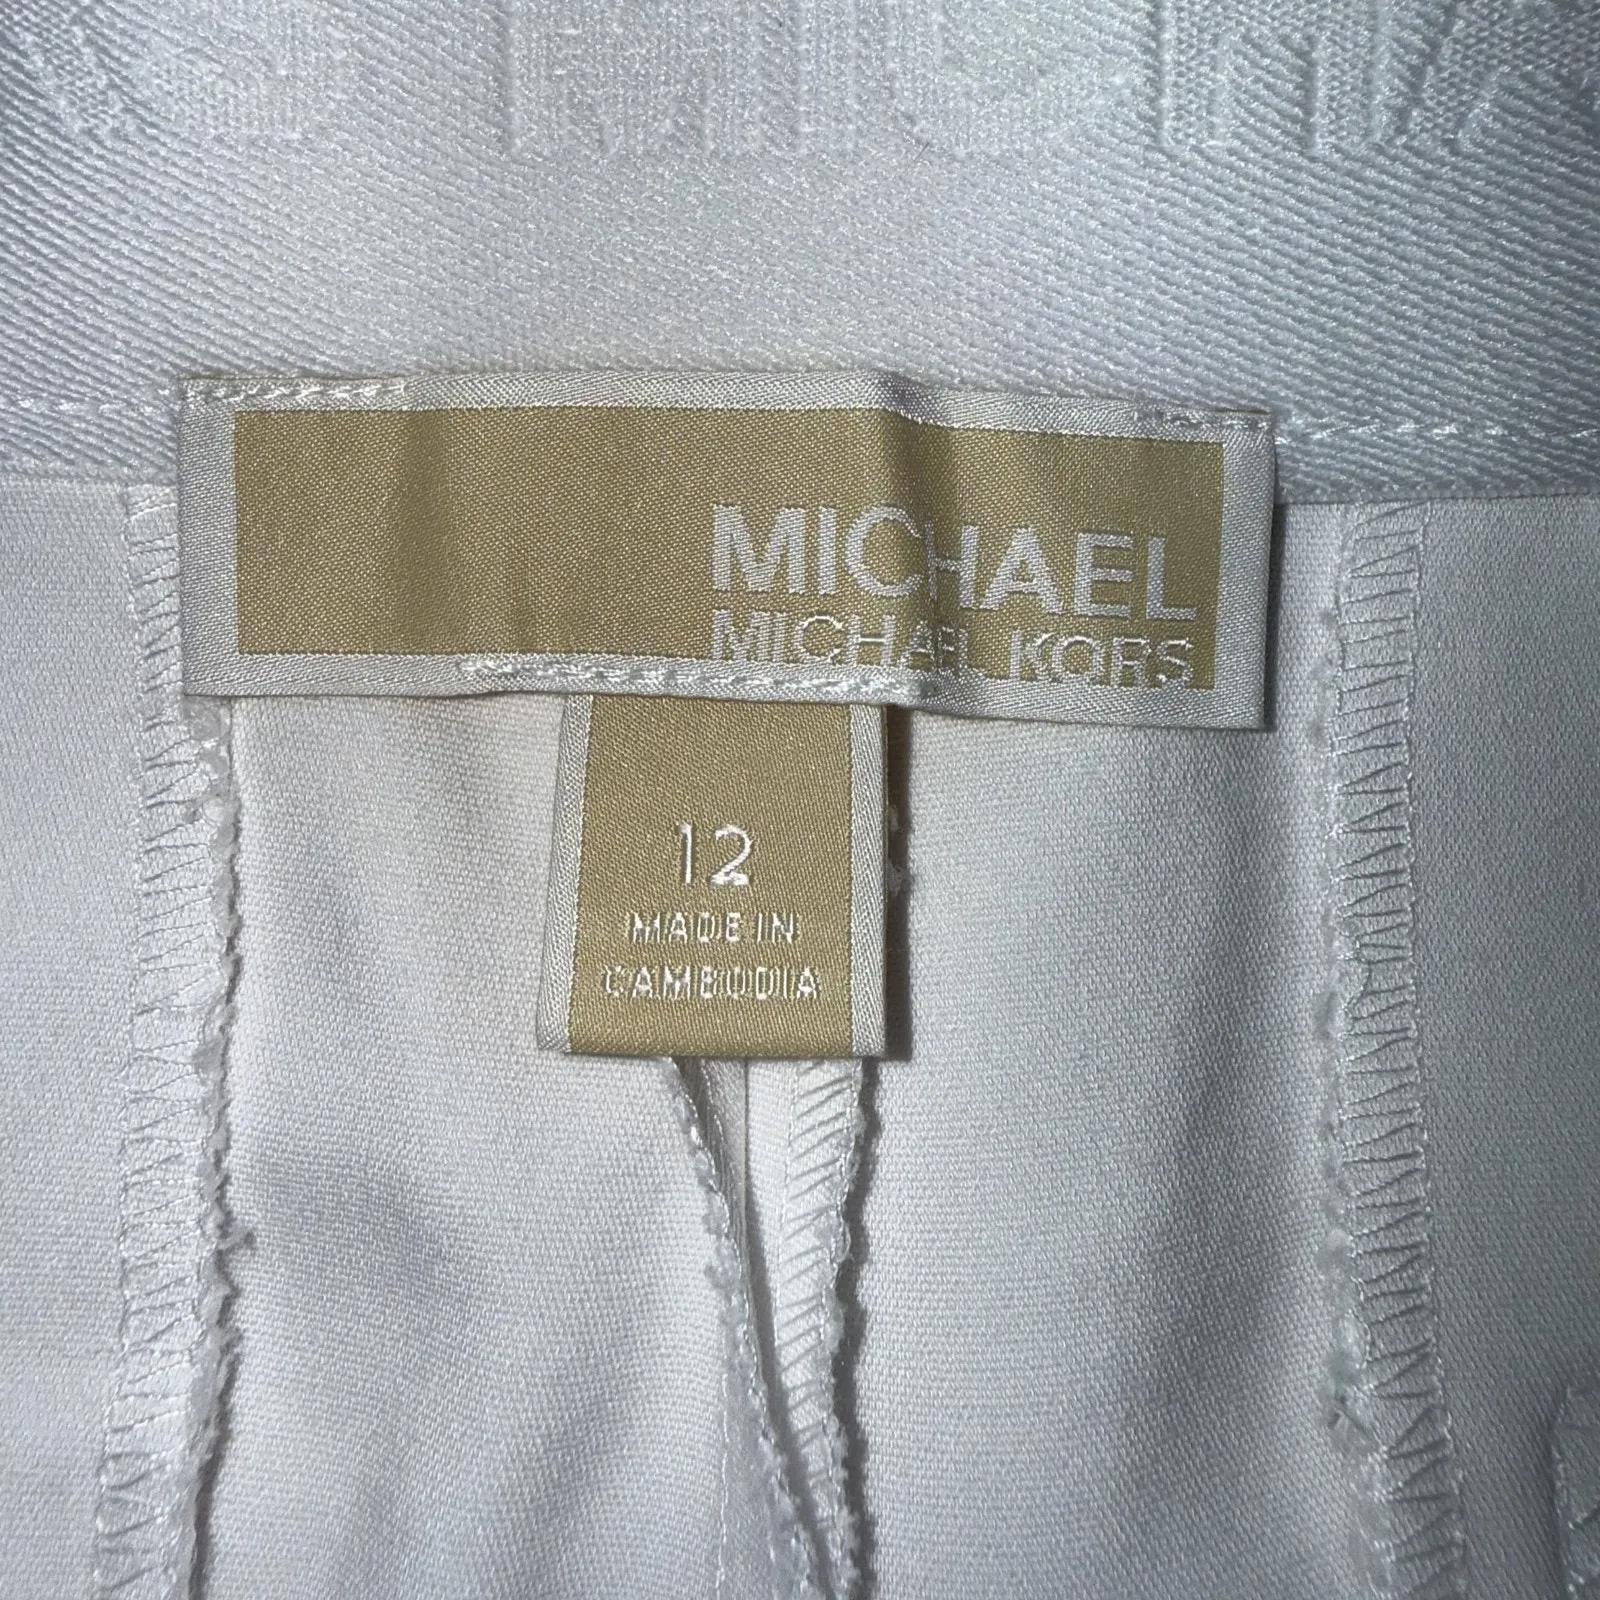 MICHAEL
MICHAEL KORS
12
MADE IN
CAMBODIA